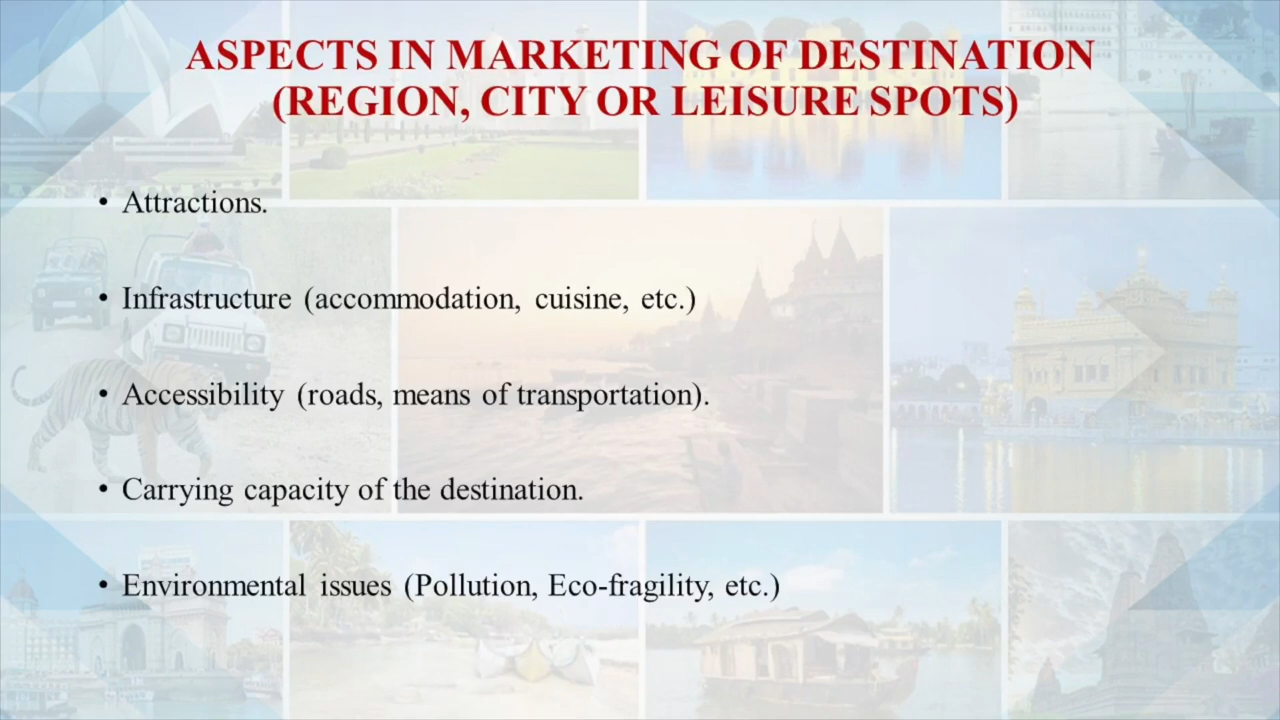 ASPECTS IN MARKETING OF DESTINATION
(REGION, CITY OR LEISURE SPOTS)
• Attractions.
• Infrastructure (accommodation, cuisine, etc.)
• Accessibility (roads, means of transportation).
• Carrying capacity of the destination.
• Environmental issues (Pollution, Eco-fragility, etc.)